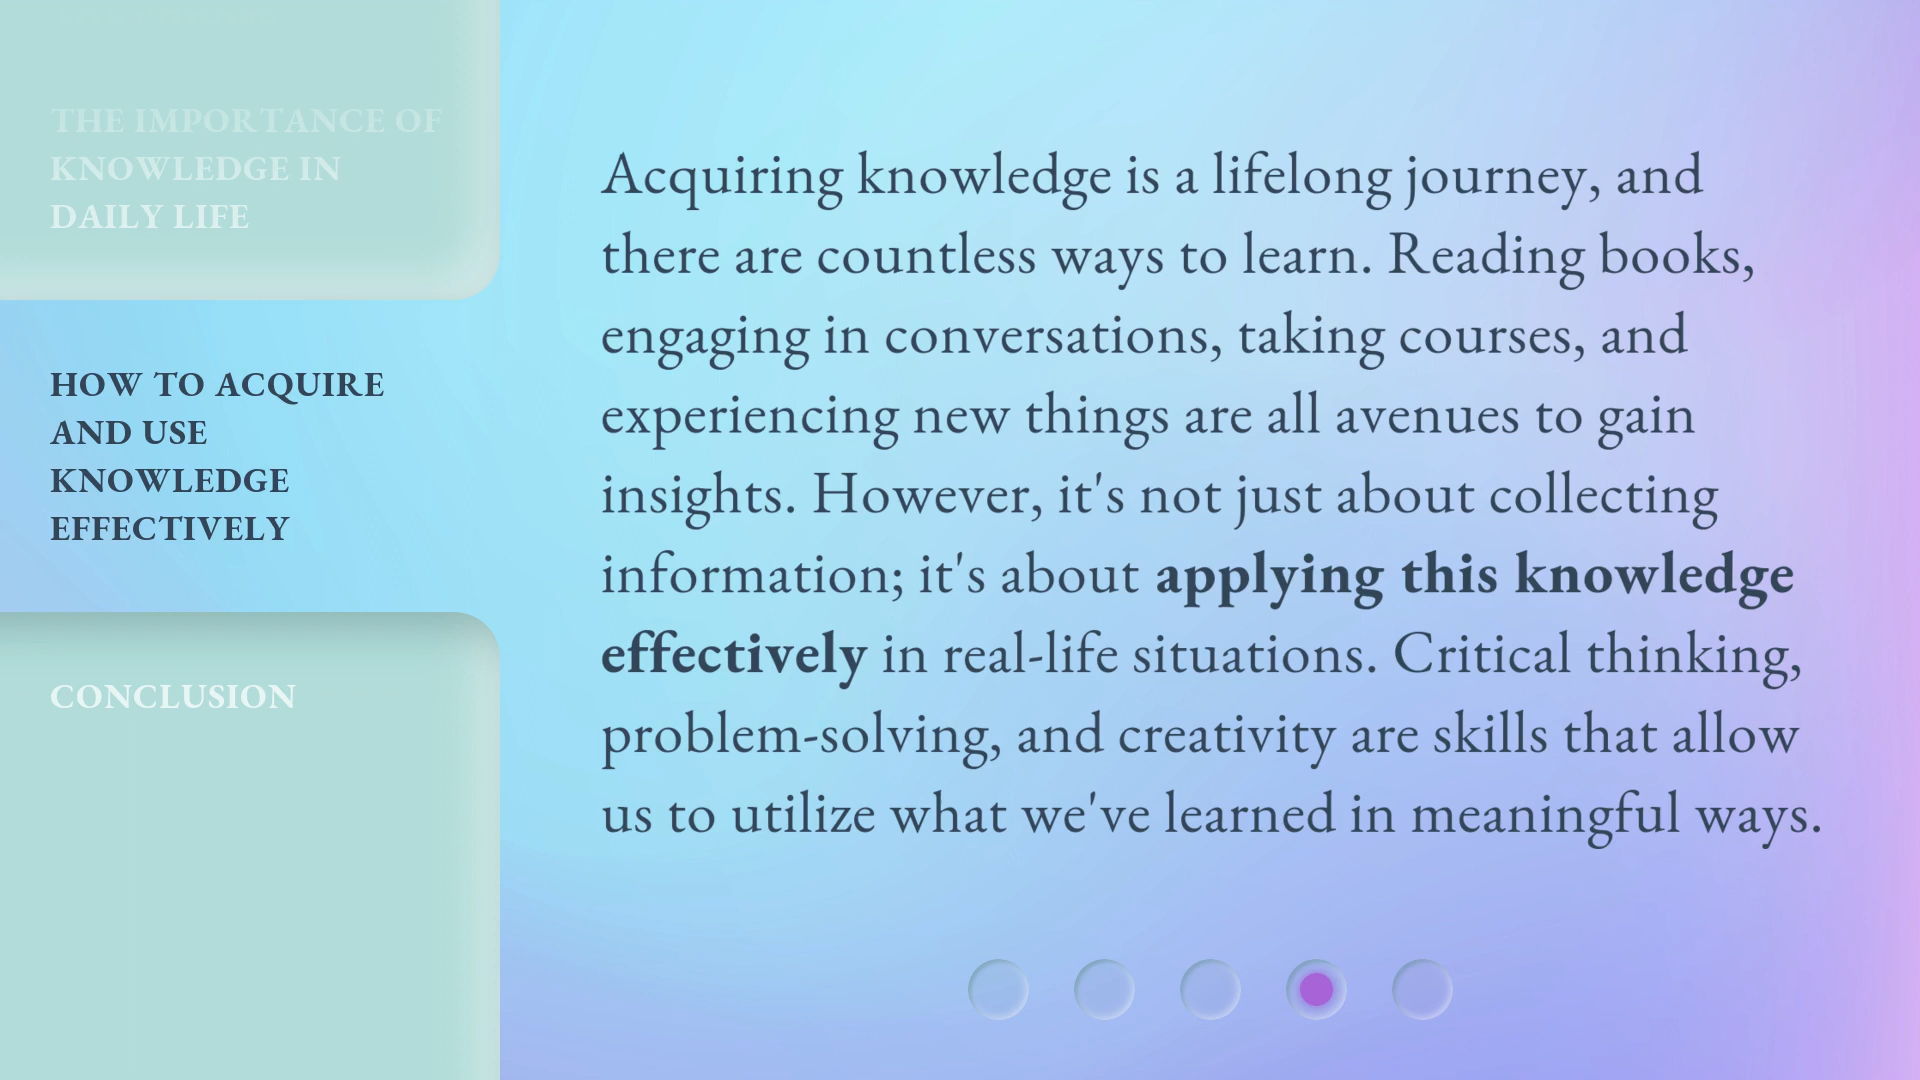 THE IMPORTANCE OF
KNOWLEDGE IN
DAILY LIFE
HOW TO ACQUIRE
AND USE
KNOWLEDGE
EFFECTIVELY
CONCLUSION
Acquiring knowledge is a lifelong journey, and
there are countless ways to learn. Reading books,
engaging in conversations, taking courses, and
experiencing new things are all avenues to gain
insights. However, it's not just about collecting
information; it's about applying this knowledge
effectively in real-life situations. Critical thinking,
problem-solving, and creativity are skills that allow
us to utilize what we've learned in meaningful ways.